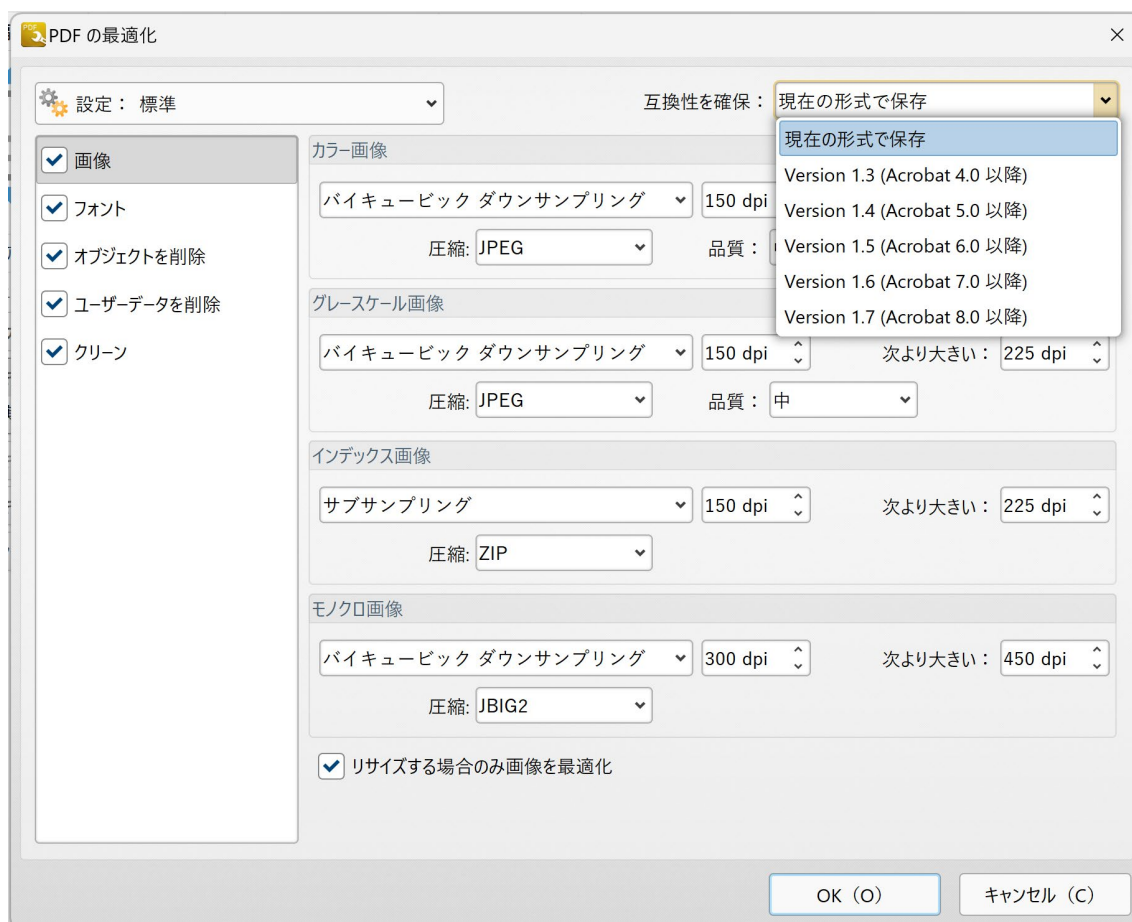 PDF の最適化
設定： 標準
互換性を確保： 現在の形式で保存
現在の形式で保存
Version 1.3 (Acrobat 4.0 以降)
Version 1.4 (Acrobat 5.0 以降)
Version 1.5 (Acrobat 6.0 以降)
Version 1.6 (Acrobat 7.0 以降)
Version 1.7 (Acrobat 8.0 以降)
画像
フォント
オブジェクトを削除
ユーザーデータを削除
クリーン
カラー画像
バイキュービック ダウンサンプリング 150 dpi
圧縮: JPEG 品質：
グレースケール画像
バイキュービック ダウンサンプリング 150 dpi 次より大きい： 225 dpi
圧縮: JPEG 品質： 中
インデックス画像
サブサンプリング 150 dpi 次より大きい： 225 dpi
圧縮: ZIP
モノクロ画像
バイキュービック ダウンサンプリング 300 dpi 次より大きい： 450 dpi
圧縮: JBIG2
リサイズする場合のみ画像を最適化
OK（O） キャンセル（C）